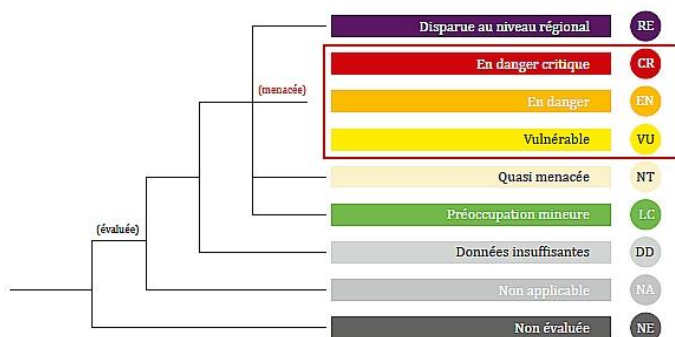 Disparue au niveau régional RE
En danger critique CR
(menacée)
En danger EN
Vulnérable VU
Quasi menacée NT
Préoccupation mineure LC
(évaluée)
Données insuffisantes DD
Non applicable NA
Non évaluée NE